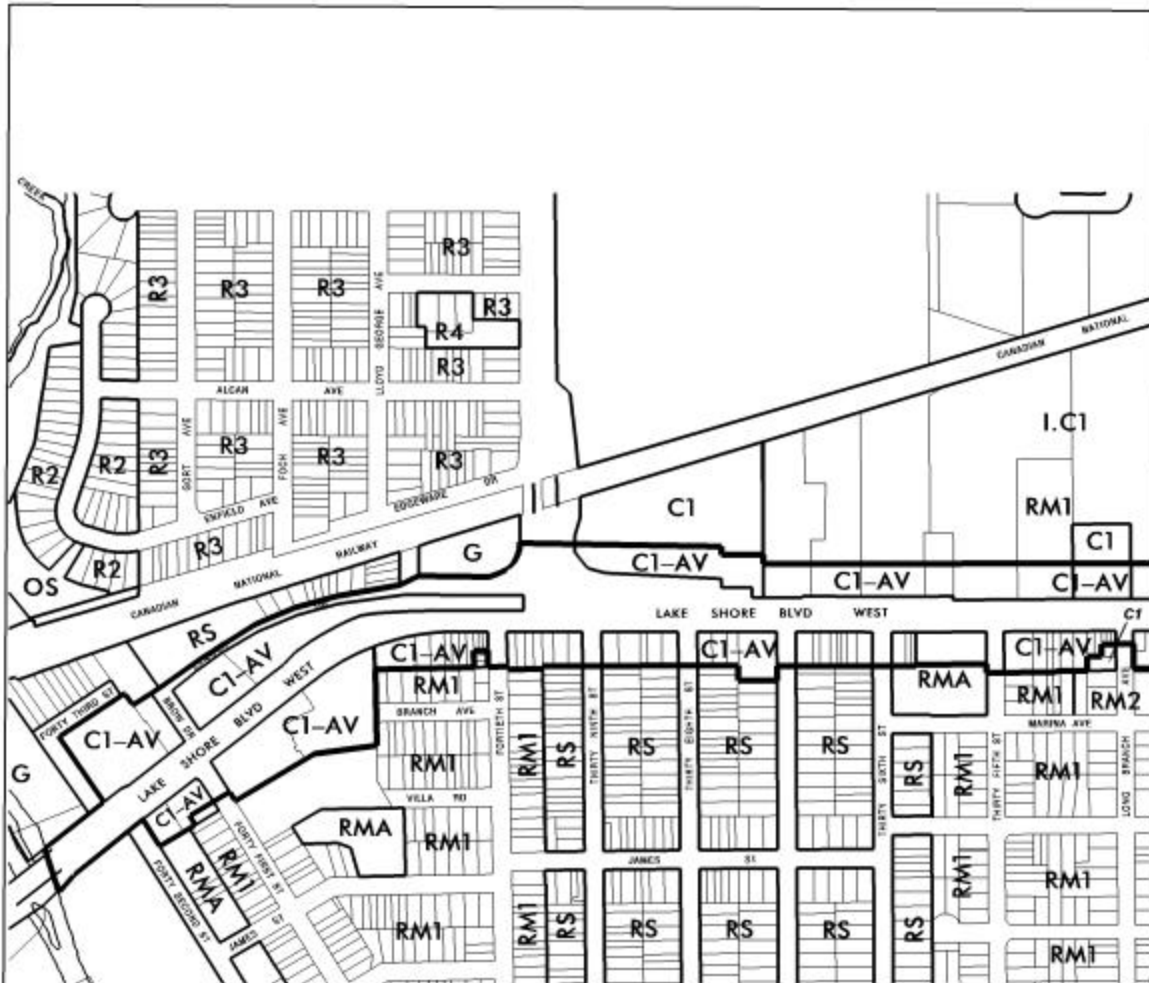 CREEK
R3
R3
R3
R3
R3
R4
R3
LLOYD GEORGE AVE
CANADIAN NATIONAL
ALGAN AVE
I.C1
R2
R2
R3
GORT AVE
R3
FOCH AVE
R3
R3
EDGEWARE DR
ENFIELD AVE
R3
R2
OS
CANADIAN NATIONAL RAILWAY
G
C1
RM1
C1
C1-AV
C1-AV
C1-AV
LAKE SHORE BLVD WEST
C1
RS
C1-AV
C1-AV
C1-AV
C1-AV
RM1
RMA
RM1
RM2
FORTY THIRD ST
BROW DR
LAKE SHORE BLVD WEST
C1-AV
C1-AV
BRANCH AVE
MARINA AVE
FORTIETH ST
THIRTY NINTH ST
THIRTY EIGHTH ST
THIRTY SIXTH ST
THIRTY FIFTH ST
LONG BRANCH AVE
RM1
RM1
RS
RS
RS
RS
RS
RM1
RM1
G
C1-AV
VILLA RD
RMA
RM1
FORTY FIRST ST
JAMES ST
RM1
RMA
FORTY SECOND ST
JAMES ST
RM1
RM1
RS
RS
RS
RS
RS
RM1
RM1
RM1